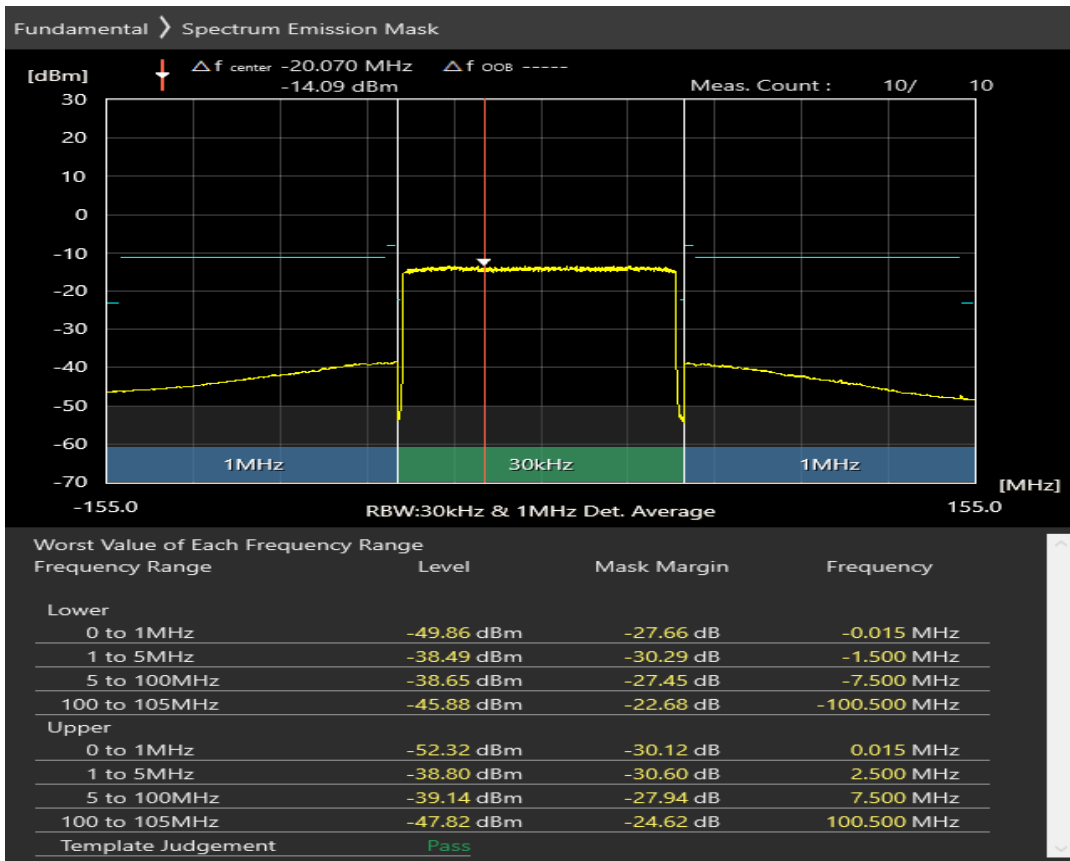 Fundamental ❯ Spectrum Emission Mask
[dBm]
△f center -20.070 MHz △f OOB -----
-14.09 dBm Meas. Count : 10/ 10
30
20
10
0
-10
-20
-30
-40
-50
-60
-70
1MHz 30kHz 1MHz
[MHz]
-155.0 RBW:30kHz & 1MHz Det. Average 155.0
Worst Value of Each Frequency Range
Frequency Range Level Mask Margin Frequency
Lower
0 to 1MHz -49.86 dBm -27.66 dB -0.015 MHz
1 to 5MHz -38.49 dBm -30.29 dB -1.500 MHz
5 to 100MHz -38.65 dBm -27.45 dB -7.500 MHz
100 to 105MHz -45.88 dBm -22.68 dB -100.500 MHz
Upper
0 to 1MHz -52.32 dBm -30.12 dB 0.015 MHz
1 to 5MHz -38.80 dBm -30.60 dB 2.500 MHz
5 to 100MHz -39.14 dBm -27.94 dB 7.500 MHz
100 to 105MHz -47.82 dBm -24.62 dB 100.500 MHz
Template Judgement Pass